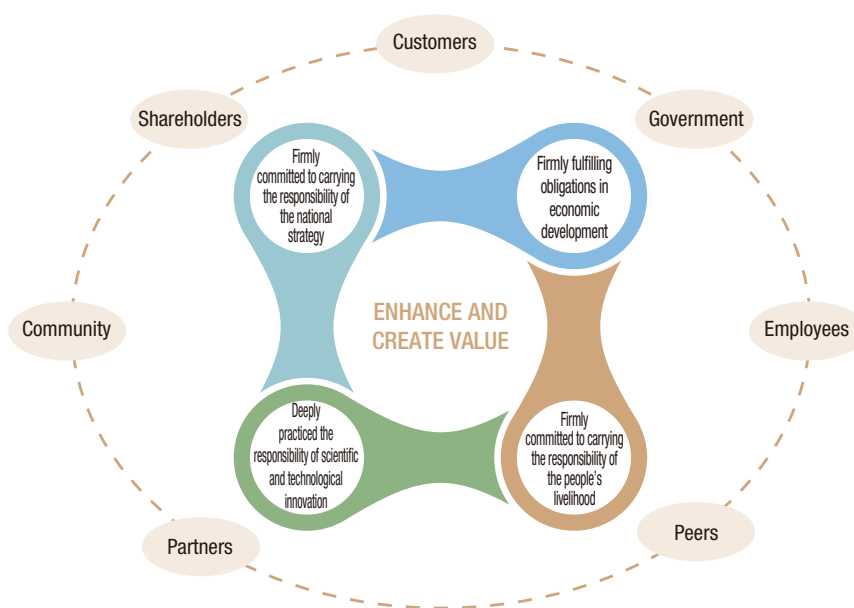 Customers
Shareholders
Government
Firmly
committed to carrying
the responsibility of
the national
strategy
Firmly fulfilling
obligations in
economic
development
ENHANCE AND
CREATE VALUE
Community
Employees
Deeply
practiced the
responsibility of scientific
and technological
innovation
Firmly
committed to carrying
the responsibility of
the people's
livelihood
Partners
Peers